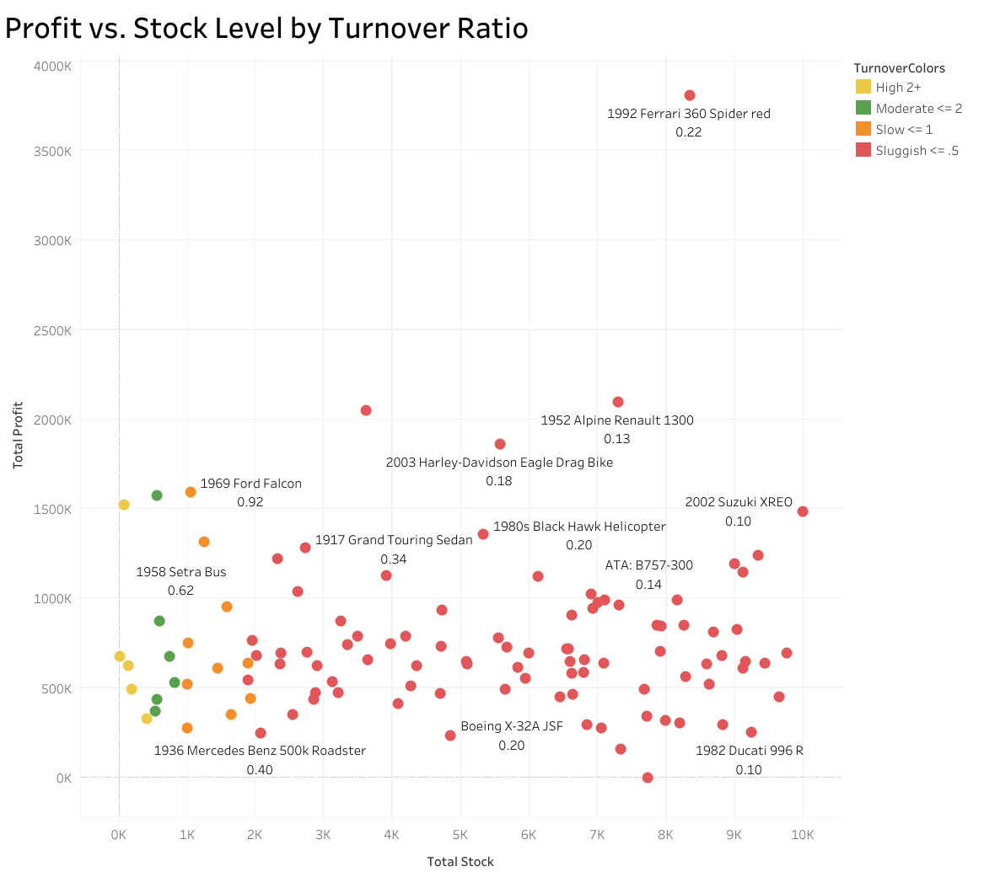 Profit vs. Stock Level by Turnover Ratio
TurnoverColors
High 2+
Moderate <= 2
Slow <= 1
Sluggish <= .5
Total Profit
4000K
3500K
3000K
2500K
2000K
1500K
1000K
500K
0K
1992 Ferrari 360 Spider red
0.22
1952 Alpine Renault 1300
0.13
2003 Harley-Davidson Eagle Drag Bike
0.18
1969 Ford Falcon
0.92
2002 Suzuki XREO
0.10
1980s Black Hawk Helicopter
0.20
1917 Grand Touring Sedan
0.34
ATA: B757-300
0.14
1958 Setra Bus
0.62
Boeing X-32A JSF
0.20
1936 Mercedes Benz 500k Roadster
0.40
1982 Ducati 996 R
0.10
0K
1K
2K
3K
4K
5K
6K
7K
8K
9K
10K
Total Stock